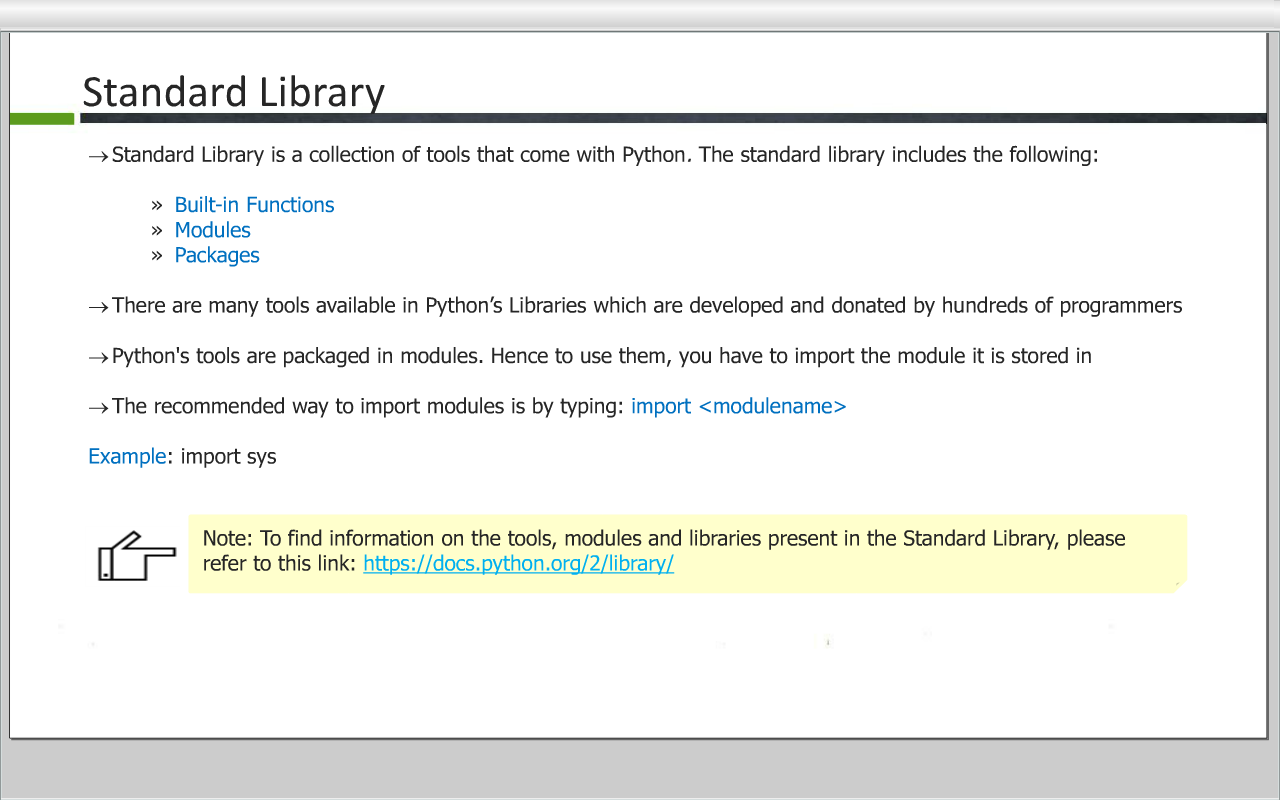 Standard Library
→Standard Library is a collection of tools that come with Python. The standard library includes the following:
» Built-in Functions
» Modules
» Packages
→There are many tools available in Python’s Libraries which are developed and donated by hundreds of programmers
→Python's tools are packaged in modules. Hence to use them, you have to import the module it is stored in
→The recommended way to import modules is by typing: import <modulename>
Example: import sys
Note: To find information on the tools, modules and libraries present in the Standard Library, please
refer to this link: https://docs.python.org/2/library/